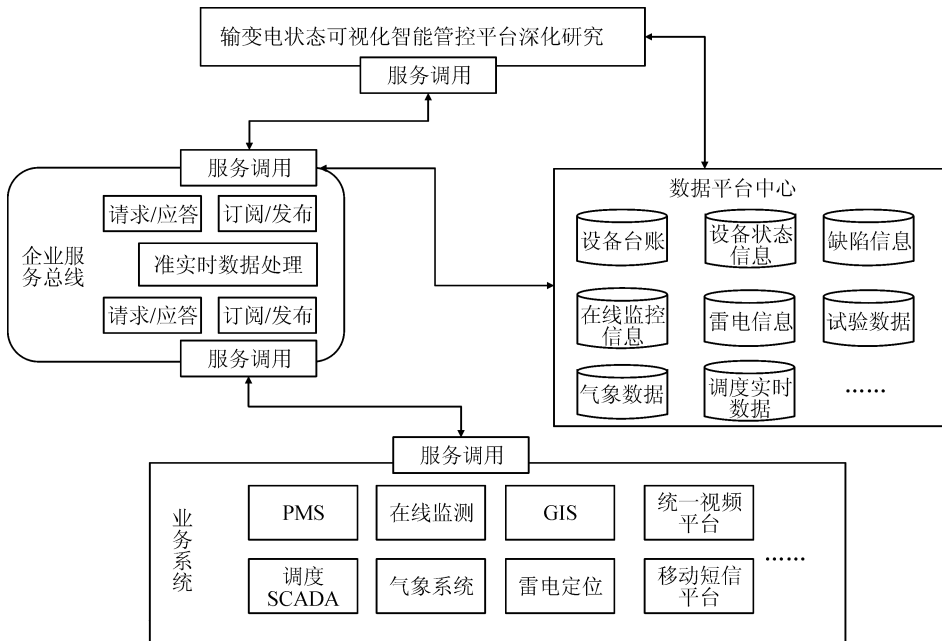 输变电状态可视化智能管控平台深化研究
服务调用
服务调用
请求/应答
订阅/发布
准实时数据处理
企业服
务总线
请求/应答
订阅/发布
服务调用
数据平台中心
设备台账
设备状态
信息
缺陷信息
在线监控
信息
雷电信息
试验数据
气象数据
调度实时
数据
……
服务调用
业务系统
PMS
在线监测
GIS
统一视频
平台
调度
SCADA
气象系统
雷电定位
移动短信
平台
……